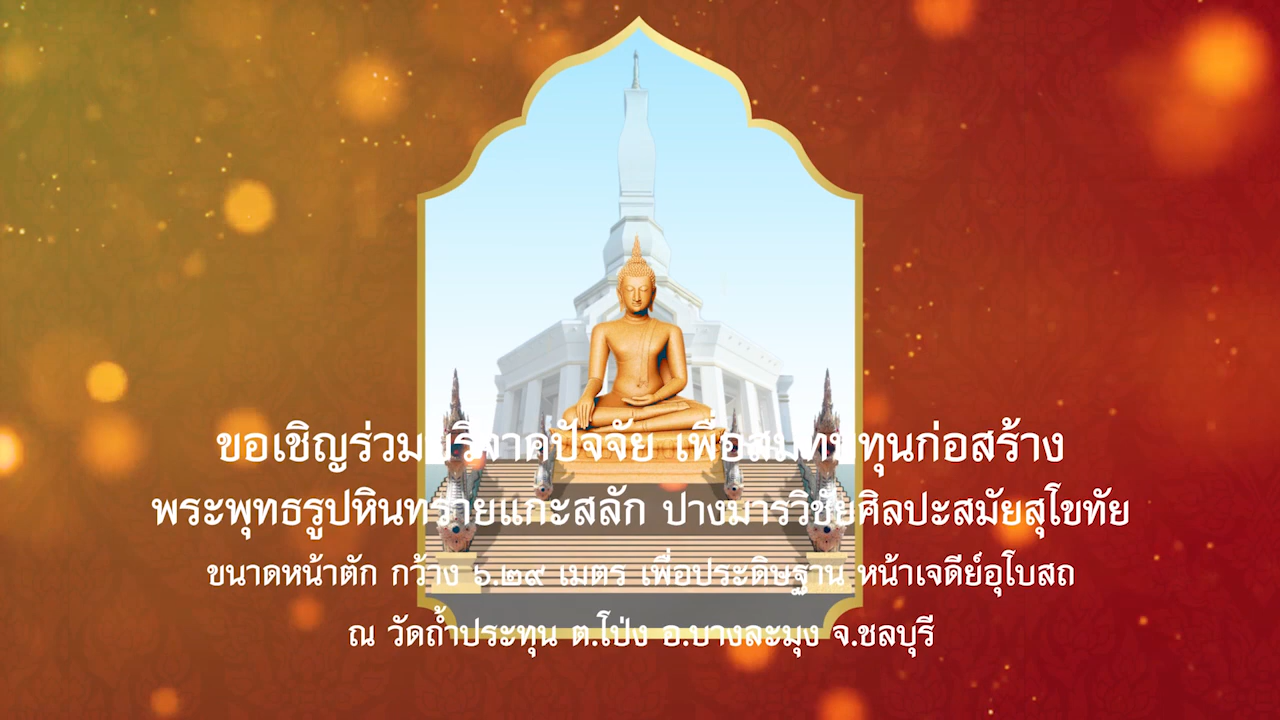 ขอเชิญร่วมบริจาคปัจจัย เพื่อสมทบทุนก่อสร้าง
พระพุทธรูปหินทรายแกะสลัก ปางมารวิชัยศิลปะสมัยสุโขทัย
ขนาดหน้าตัก กว้าง ๖.๒๙ เมตร เพื่อประดิษฐาน หน้าเจดีย์อุโบสถ
ณ วัดถ้ำประทุน ต.โป่ง อ.บางละมุง จ.ชลบุรี